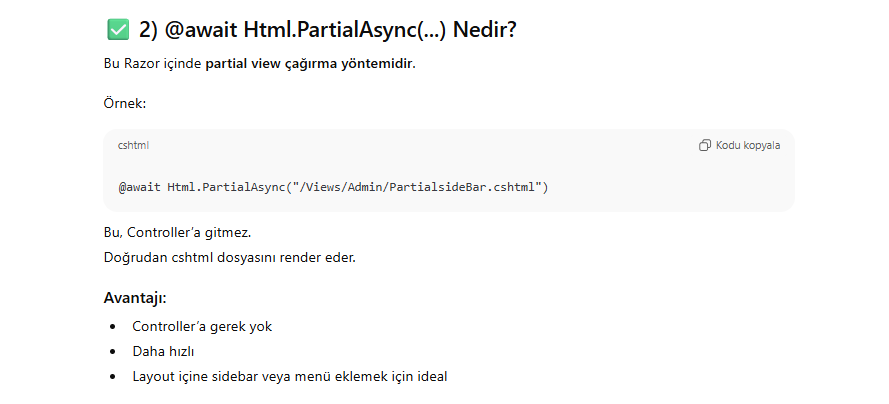 ✅ 2) @await Html.PartialAsync(...) Nedir?
Bu Razor içinde partial view çağırma yöntemidir.
Örnek:
cshtml
Kodu kopyala
@await Html.PartialAsync("/Views/Admin/PartialsideBar.cshtml")
Bu, Controller’a gitmez.
Doğrudan cshtml dosyasını render eder.
Avantajı:
• Controller’a gerek yok
• Daha hızlı
• Layout içine sidebar veya menü eklemek için ideal